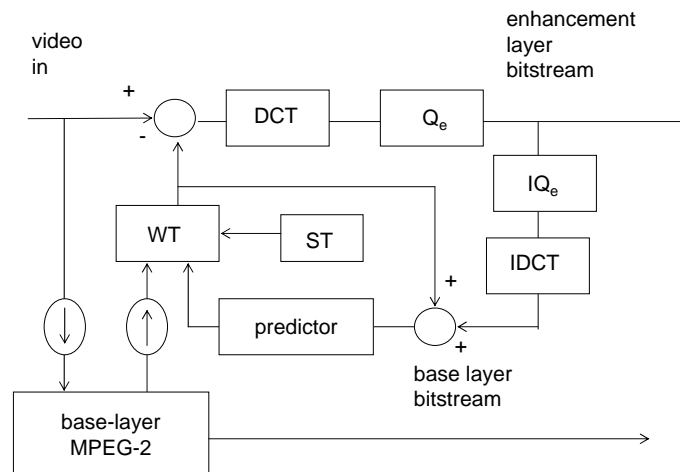 video
in
enhancement
layer
bitstream
+
-
DCT
Qe
IQe
WT
ST
IDCT
+
predictor
+
base layer
bitstream
base-layer
MPEG-2